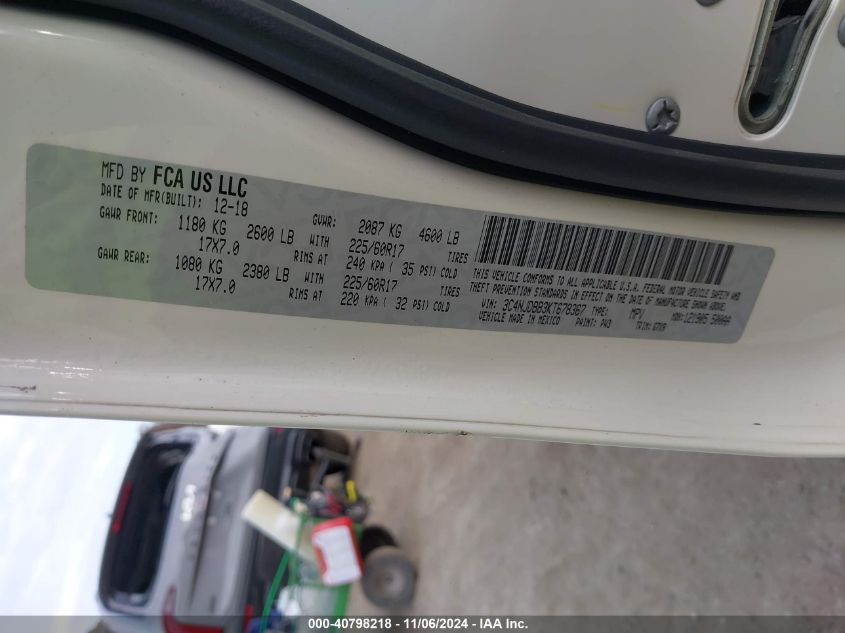 MFD BY FCA US LLC
DATE OF MFR(BUILT): 12-18
GAWR FRONT: 1180 KG 2600 LB
17X7.0 RIMS AT
GAWR REAR: 1080 KG 2380 LB
17X7.0 RIMS AT
GVWR: 2087 KG 4600 LB
WITH 225/60R17 TIRES
240 KPA ( 35 PSI) COLD
WITH 225/60R17 TIRES
220 KPA ( 32 PSI) COLD
THIS VEHICLE CONFORMS TO ALL APPLICABLE U.S.A. FEDERAL MOTOR VEHICLE SAFETY AND
THEFT PREVENTION STANDARDS IN EFFECT ON THE DATE OF MANUFACTURE SHOWN ABOVE.
VIN: 3C4NJDBB3KT678367 TYPE: MPV MDH:
VEHICLE MADE IN MEXICO PAINT: PW3 TRIM:
000-40798218 - 11/06/2024 - IAA Inc.